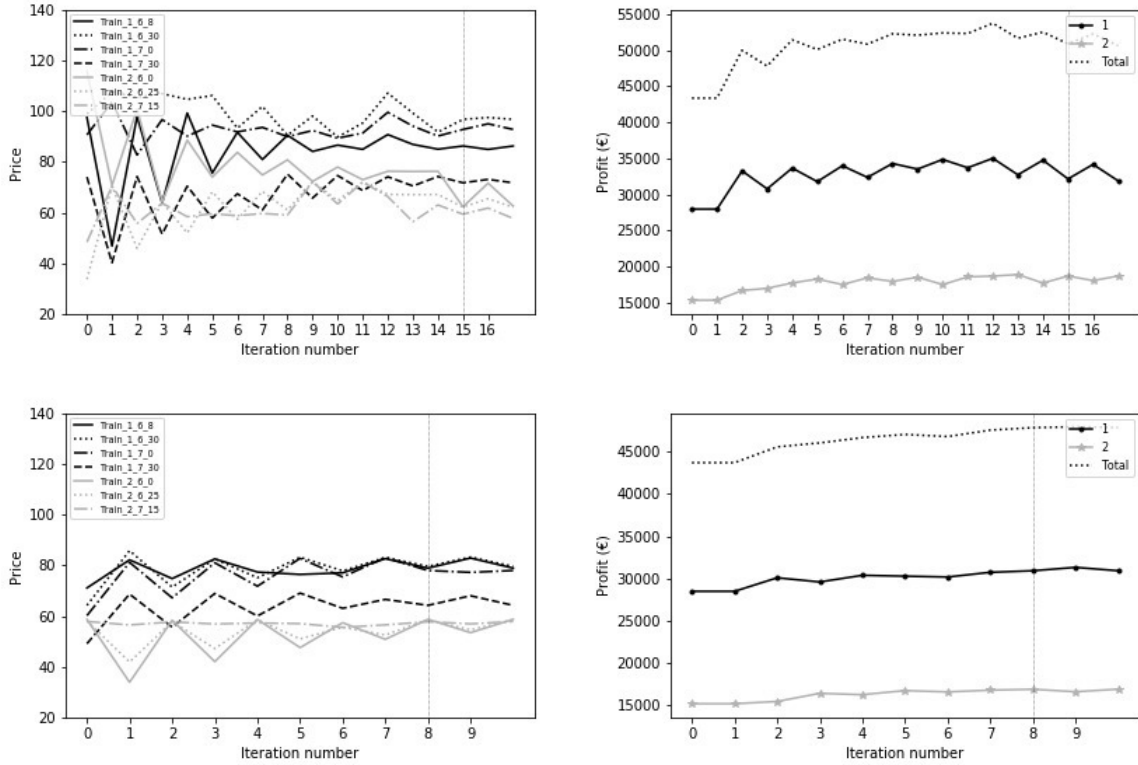 140
120
100
80
60
40
20
Price
Train_1_6_8
Train_1_6_30
Train_1_7_0
Train_1_7_30
Train_2_6_0
Train_2_6_25
Train_2_7_15
0 1 2 3 4 5 6 7 8 9 10 11 12 13 14 15 16
Iteration number
55000
50000
45000
40000
35000
30000
25000
20000
15000
Profit (€)
1
2
Total
0 1 2 3 4 5 6 7 8 9 10 11 12 13 14 15 16
Iteration number
140
120
100
80
60
40
20
Price
Train_1_6_8
Train_1_6_30
Train_1_7_0
Train_1_7_30
Train_2_6_0
Train_2_6_25
Train_2_7_15
0 1 2 3 4 5 6 7 8 9
Iteration number
45000
40000
35000
30000
25000
20000
15000
Profit (€)
1
2
Total
0 1 2 3 4 5 6 7 8 9
Iteration number